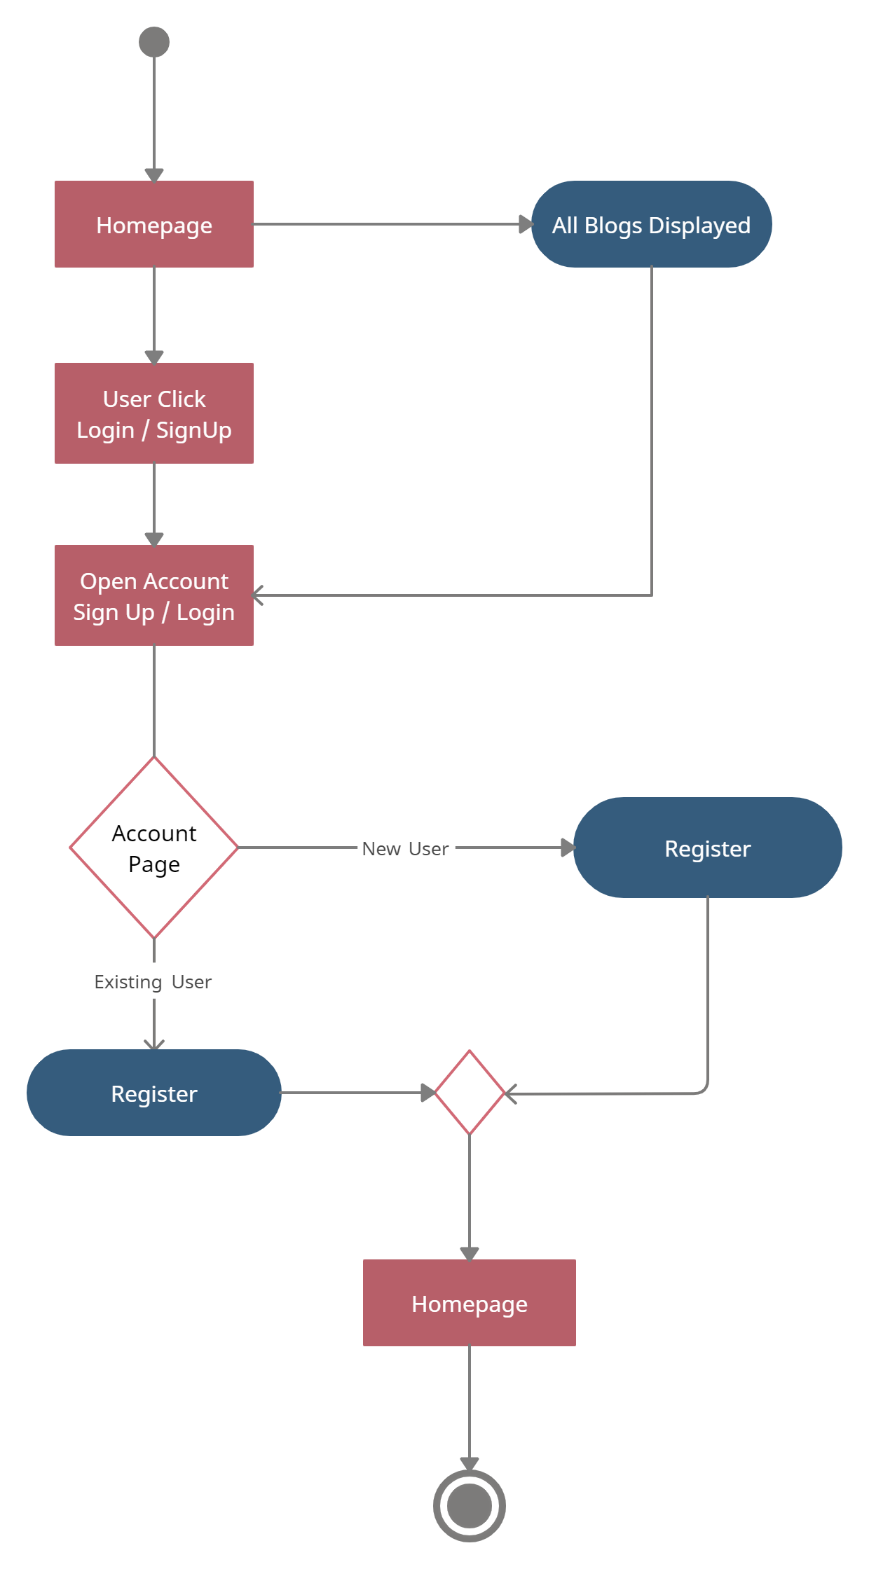 Homepage
All Blogs Displayed
User Click
Login / SignUp
Open Account
Sign Up / Login
Account
Page
New User
Register
Existing User
Register
Homepage